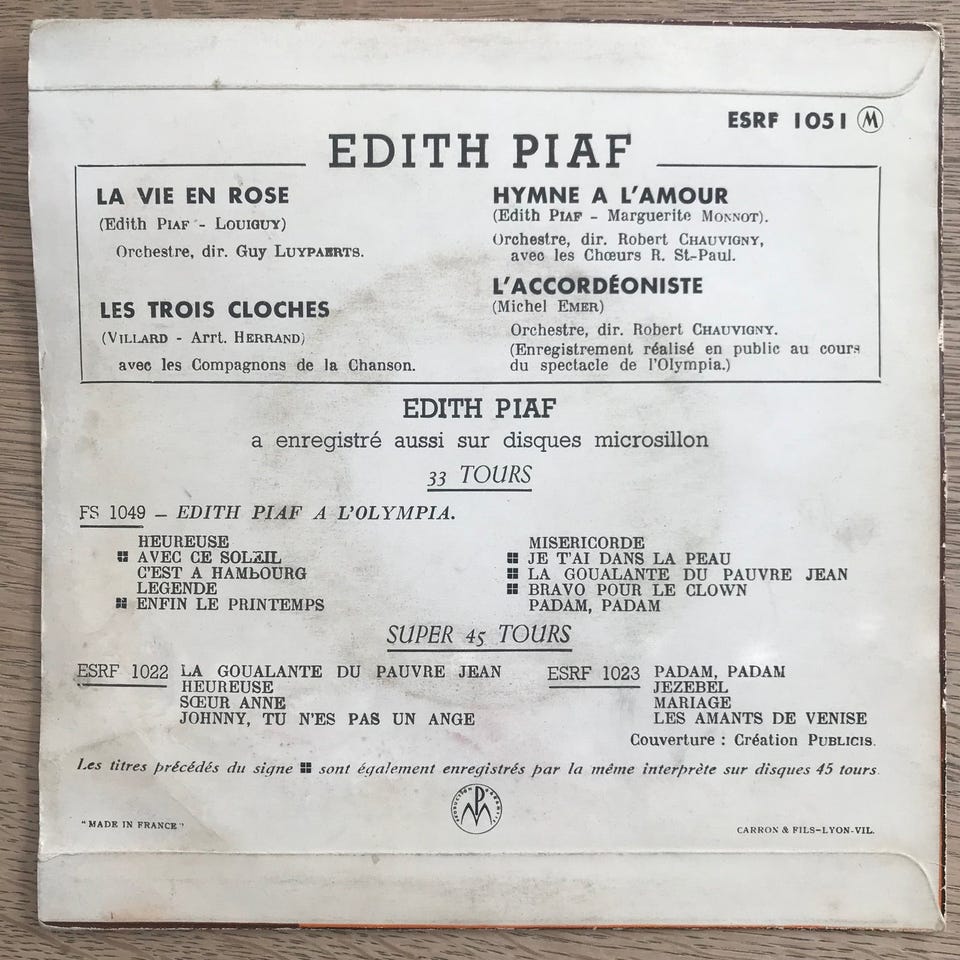 ESRF 1051 M
EDITH PIAF
LA VIE EN ROSE
(Edith PIAF - LOUIGUY)
Orchestre, dir. Guy LUYPAERTS.
LES TROIS CLOCHES
(VILLARD - Arrt. HERRAND)
avec les Compagnons de la Chanson.
HYMNE A L'AMOUR
(Edith PIAF - Marguerite MONNOT).
Orchestre, dir. Robert CHAUVIGNY,
avec les Chœurs R. St-Paul.
L'ACCORDÉONISTE
(Michel EMER)
Orchestre, dir. Robert CHAUVIGNY.
(Enregistrement réalisé en public au cours
du spectacle de l'Olympia.)
EDITH PIAF
a enregistré aussi sur disques microsillon
33 TOURS
FS 1049 - EDITH PIAF A L'OLYMPIA.
HEUREUSE
AVEC CE SOLEIL
C'EST A HAMBOURG
LEGENDE
ENFIN LE PRINTEMPS
MISERICORDE
JE T'AI DANS LA PEAU
LA GOUALANTE DU PAUVRE JEAN
BRAVO POUR LE CLOWN
PADAM, PADAM
SUPER 45 TOURS
ESRF 1022 LA GOUALANTE DU PAUVRE JEAN
HEUREUSE
SŒUR ANNE
JOHNNY, TU N'ES PAS UN ANGE
ESRF 1023 PADAM, PADAM
JEZEBEL
MARIAGE
LES AMANTS DE VENISE
Couverture : Création PUBLICIS.
Les titres précédés du signe sont également enregistrés par la même interprète sur disques 45 tours
"MADE IN FRANCE"
CARRON & FILS-LYON-VIL.